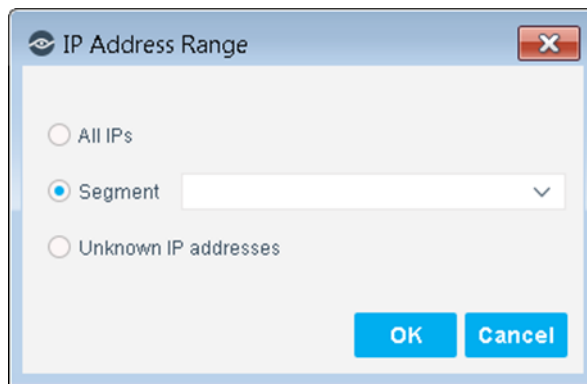 IP Address Range
All IPs
Segment
Unknown IP addresses
OK Cancel